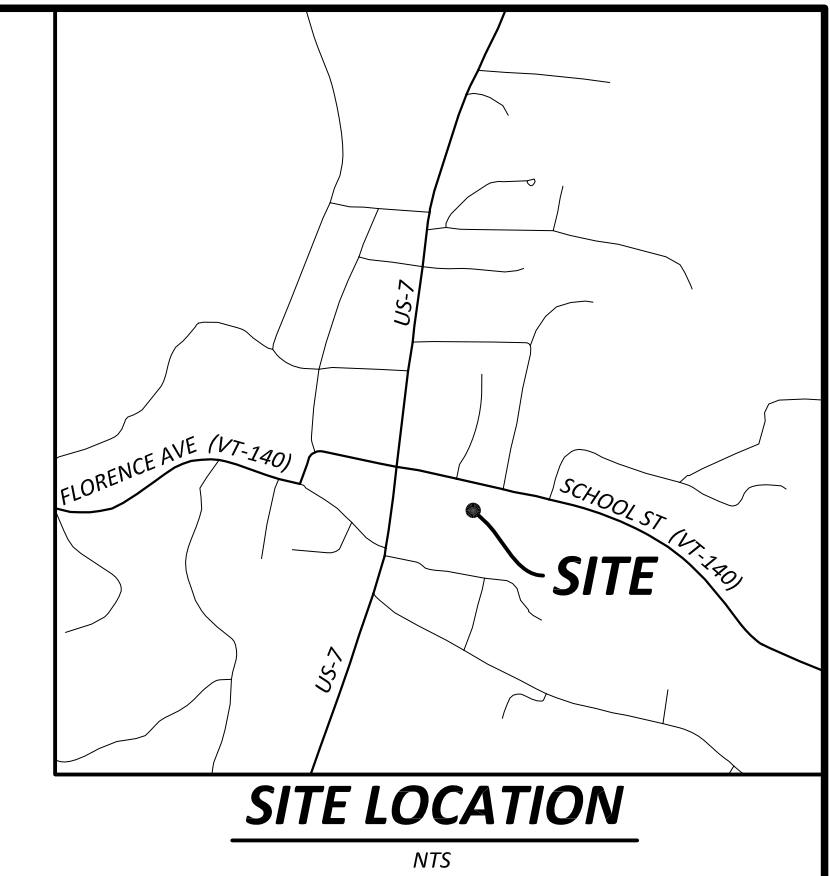 US-7
FLORENCE AVE (VT-140)
SCHOOL ST (VT-140)
SITE
US-7
SITE LOCATION
NTS